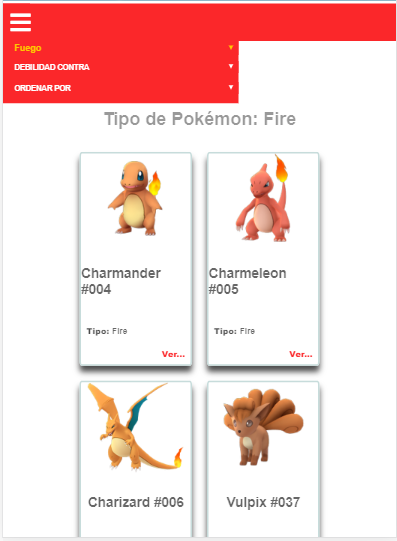 Fuego ▼
DEBILIDAD CONTRA ▼
ORDENAR POR ▼
Tipo de Pokémon: Fire
Charmander
#004
Tipo: Fire
Ver...
Charmeleon
#005
Tipo: Fire
Ver...
Charizard #006
Vulpix #037